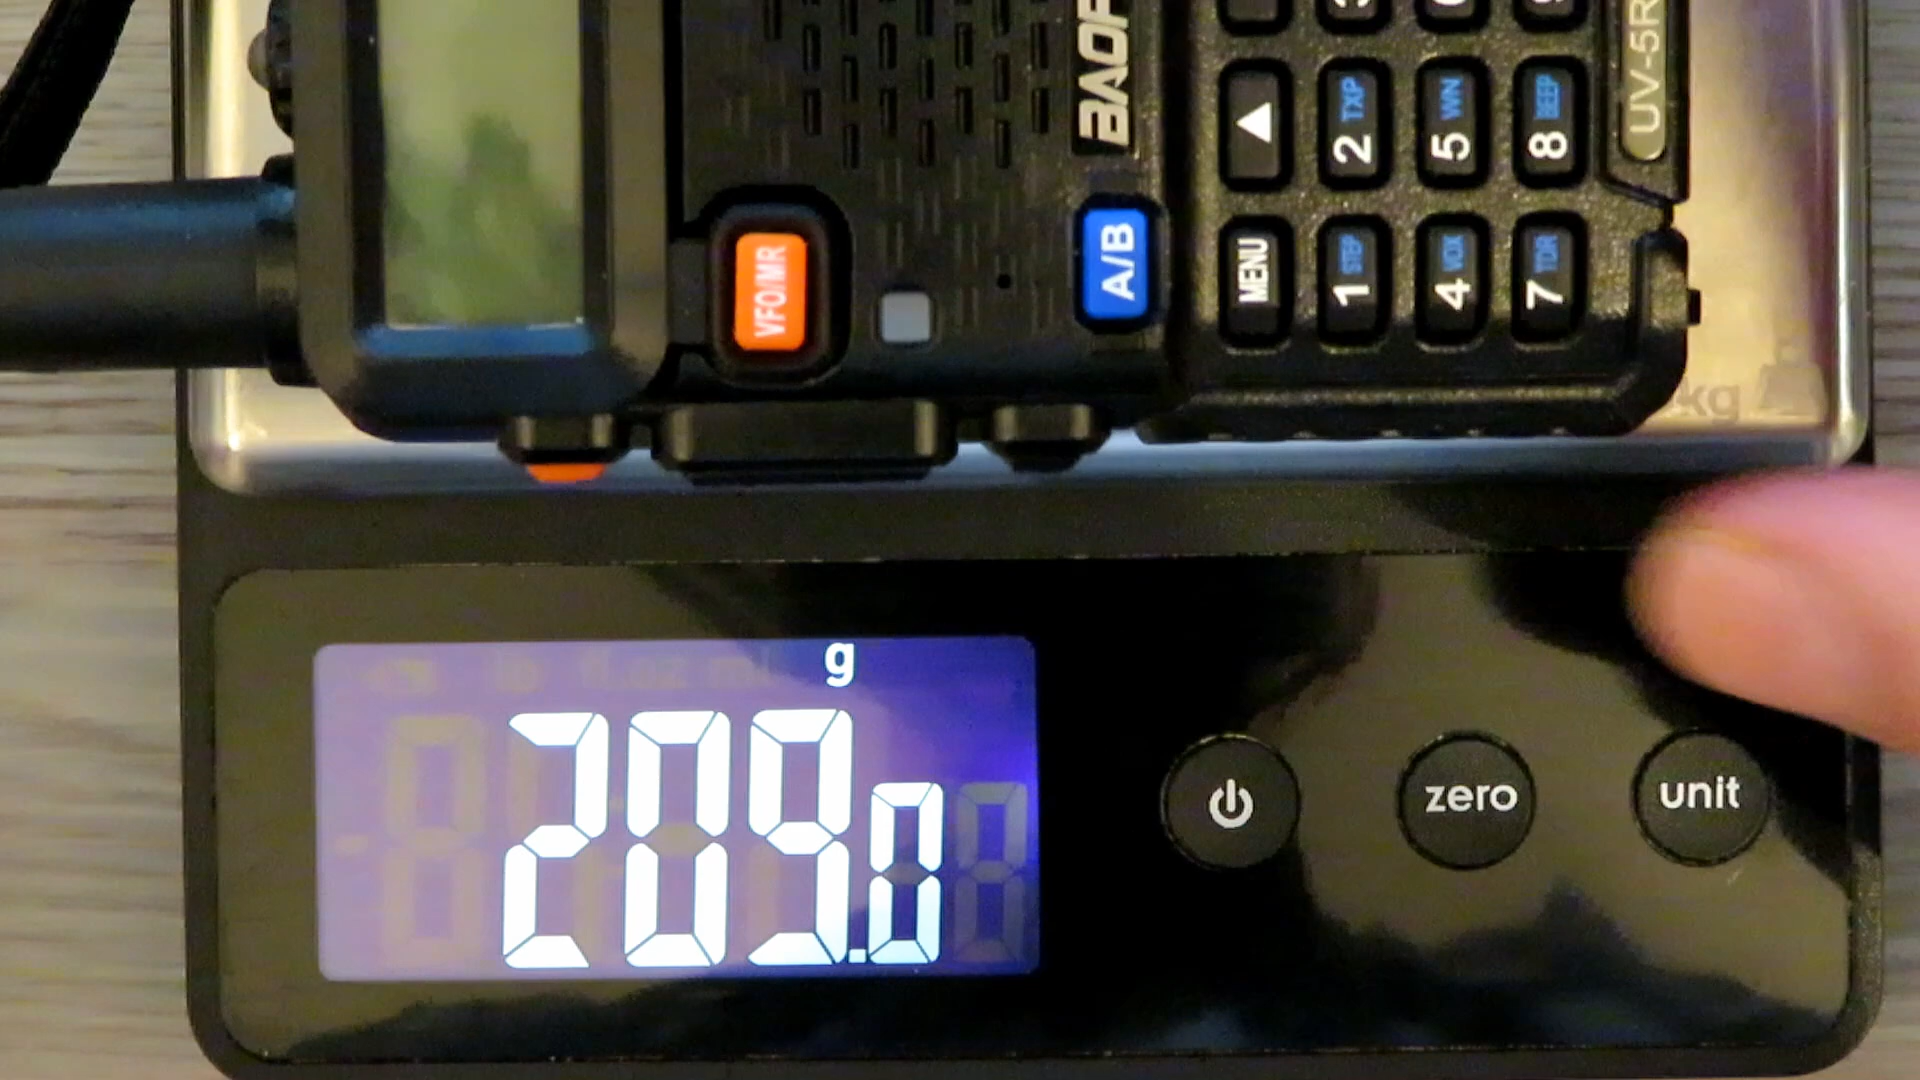 BAOF
UV-5R
VFO/MR
A/B
MENU
2 TXP
5 WN
8 BEEP
1 STEP
4 VOX
7 TDR
kg
g
209.0
zero
unit